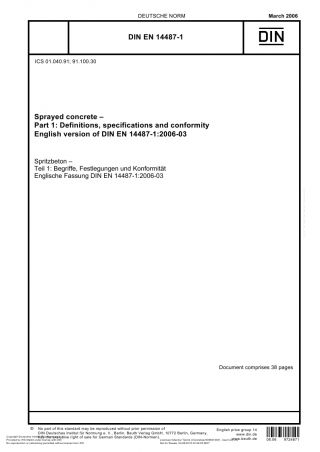 DEUTSCHE NORM
March 2006
DIN EN 14487-1
DIN
ICS 01.040.91; 91.100.30
Sprayed concrete –
Part 1: Definitions, specifications and conformity
English version of DIN EN 14487-1:2006-03
Spritzbeton –
Teil 1: Begriffe, Festlegungen und Konformität
Englische Fassung DIN EN 14487-1:2006-03
Document comprises 38 pages
© No part of this standard may be reproduced without prior permission of
DIN Deutsches Institut für Normung e. V., Berlin. Beuth Verlag GmbH, 10772 Berlin, Germany,
has the exclusive right of sale for German Standards (DIN-Normen).
English price group 14
www.din.de
www.beuth.de